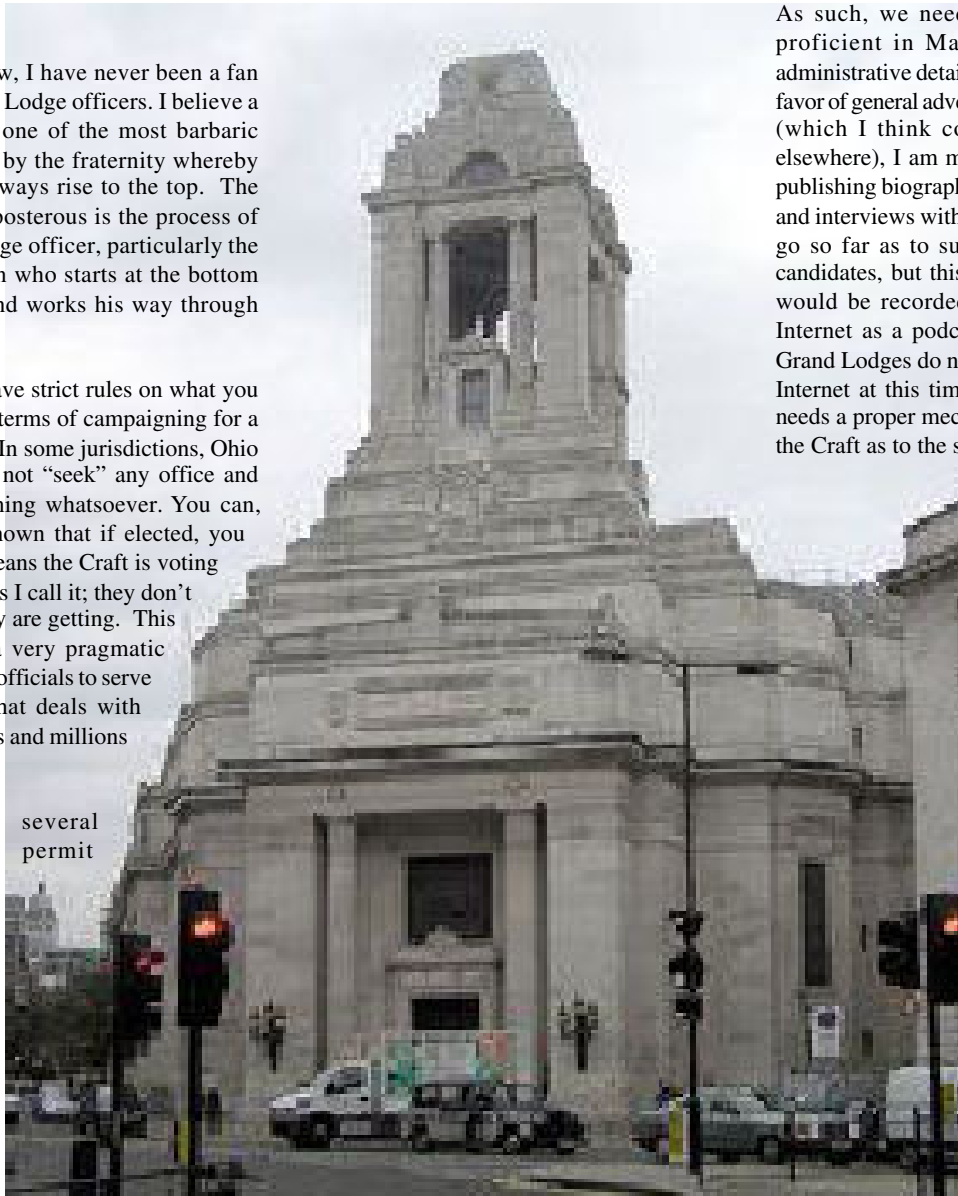 w, I have never been a fan
Lodge officers. I believe a
one of the most barbaric
by the fraternity whereby
ways rise to the top. The
posterous is the process of
ge officer, particularly the
n who starts at the bottom
nd works his way through
ave strict rules on what you
terms of campaigning for a
In some jurisdictions, Ohio
not “seek” any office and
ning whatsoever. You can,
nown that if elected, you
eans the Craft is voting
s I call it; they don’t
y are getting. This
a very pragmatic
officials to serve
hat deals with
s and millions
several
permit
As such, we need
proficient in Ma
administrative detai
favor of general adve
(which I think co
elsewhere), I am m
publishing biograph
and interviews with
go so far as to su
candidates, but this
would be recorded
Internet as a podc
Grand Lodges do n
Internet at this tim
needs a proper mec
the Craft as to the s